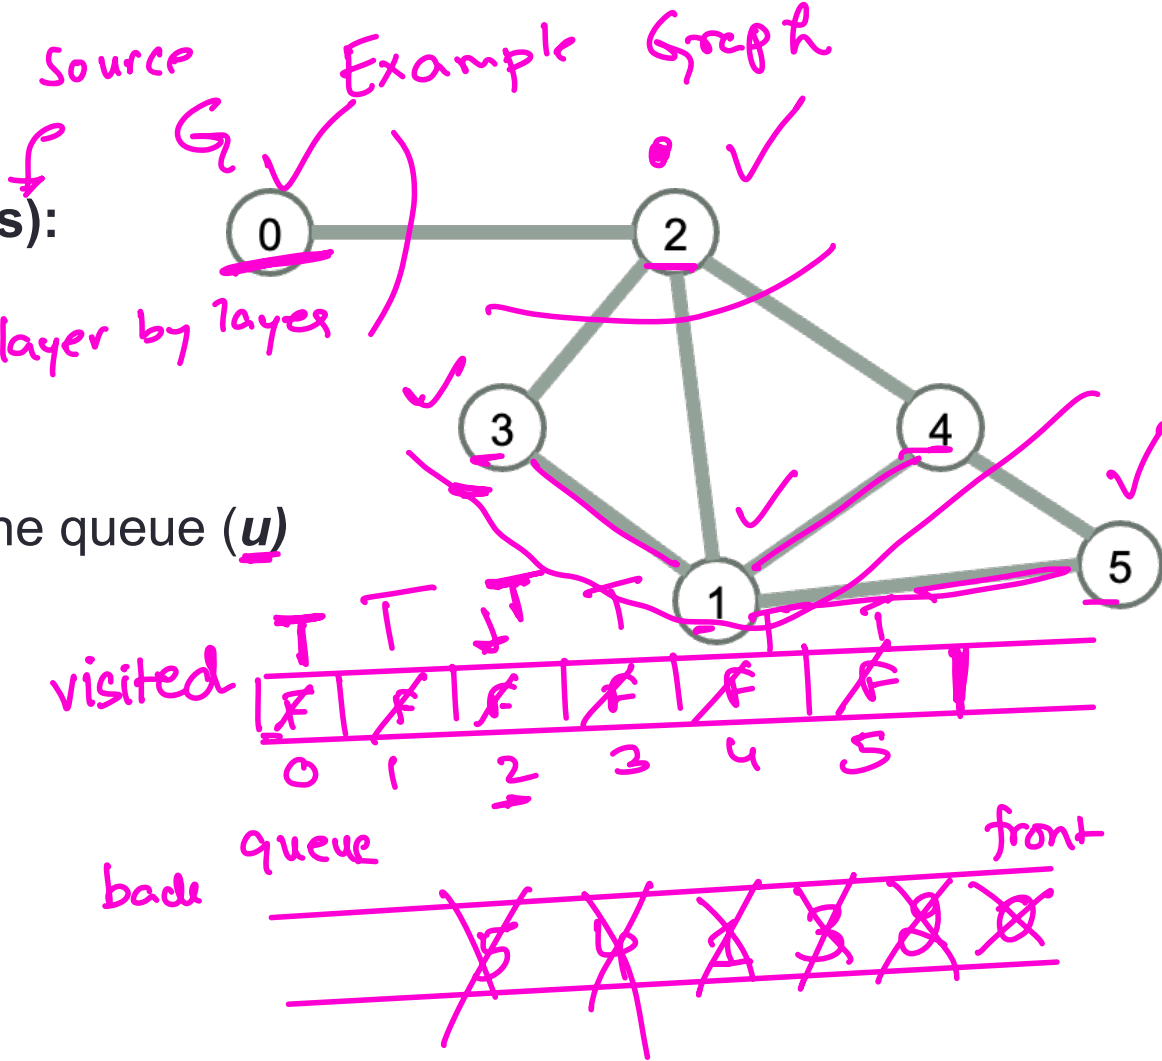 source Example Graph
G
s):
0 2
layer by layer
3 4
he queue (u)
1 5
T T T T T T
visited F F F F F F
0 1 2 3 4 5
queue front
back
5 4 1 3 2 0